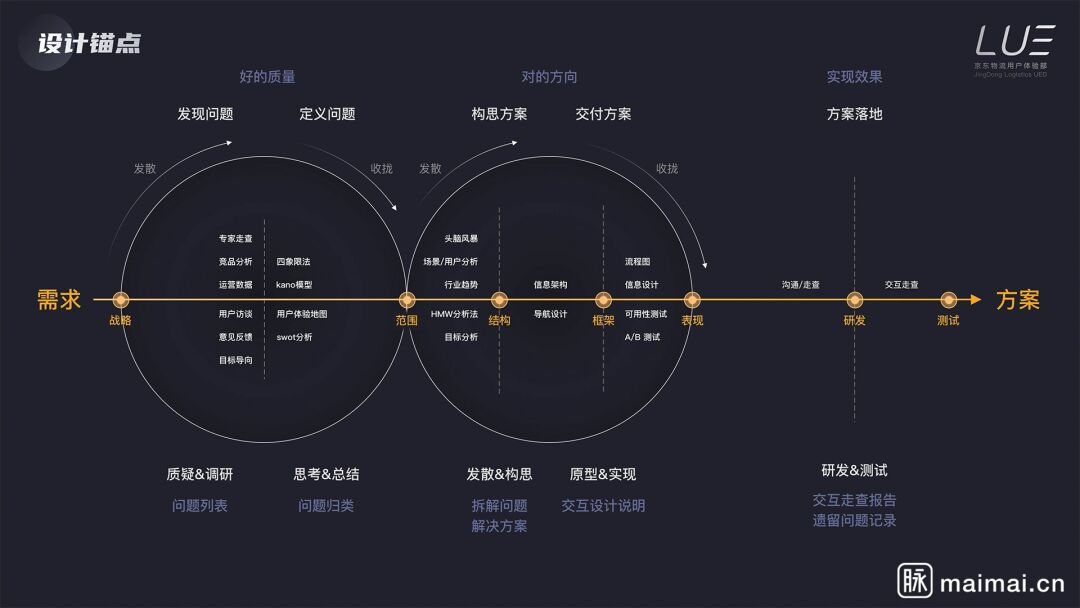 设计锚点
LUE
京东物流用户体验部
JingDong Logistics UED
好的质量
对的方向
实现效果
发现问题
定义问题
构思方案
交付方案
方案落地
发散
收拢
发散
收拢
专家走查
竞品分析
运营数据
用户访谈
意见反馈
目标导向
四象限法
kano模型
用户体验地图
swot分析
头脑风暴
场景/用户分析
行业趋势
HMW分析法
目标分析
信息架构
导航设计
流程图
信息设计
可用性测试
A/B 测试
沟通/走查
交互走查
需求
战略
范围
结构
框架
表现
研发
测试
方案
质疑&调研
思考&总结
发散&构思
原型&实现
研发&测试
问题列表
问题归类
拆解问题
解决方案
交互设计说明
交互走查报告
遗留问题记录
脉 maimai.cn